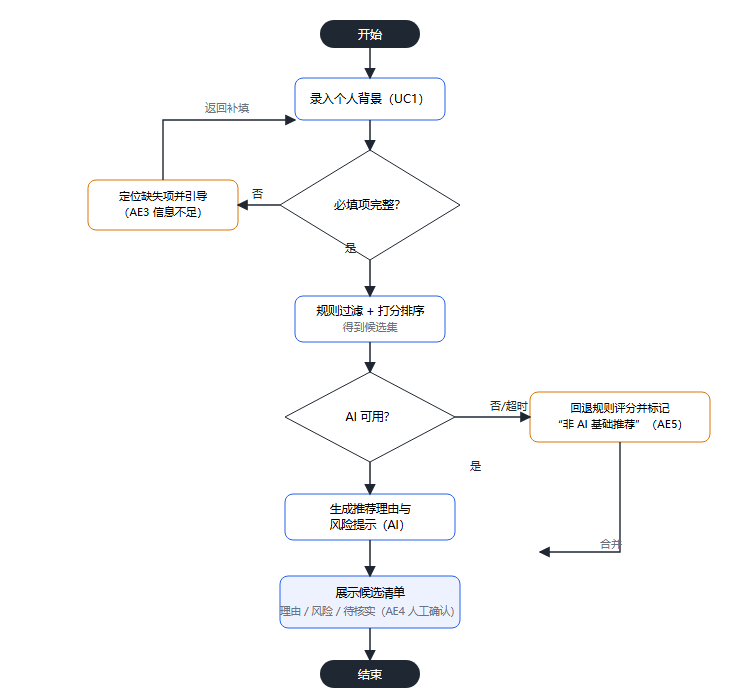 开始
录入个人背景（UC1）
返回补填
定位缺失项并引导
（AE3 信息不足）
否
必填项完整？
是
规则过滤 + 打分排序
得到候选集
AI 可用？
否/超时
回退规则评分并标记
“非 AI 基础推荐”（AE5）
是
生成推荐理由与
风险提示（AI）
合并
展示候选清单
理由 / 风险 / 待核实（AE4 人工确认）
结束